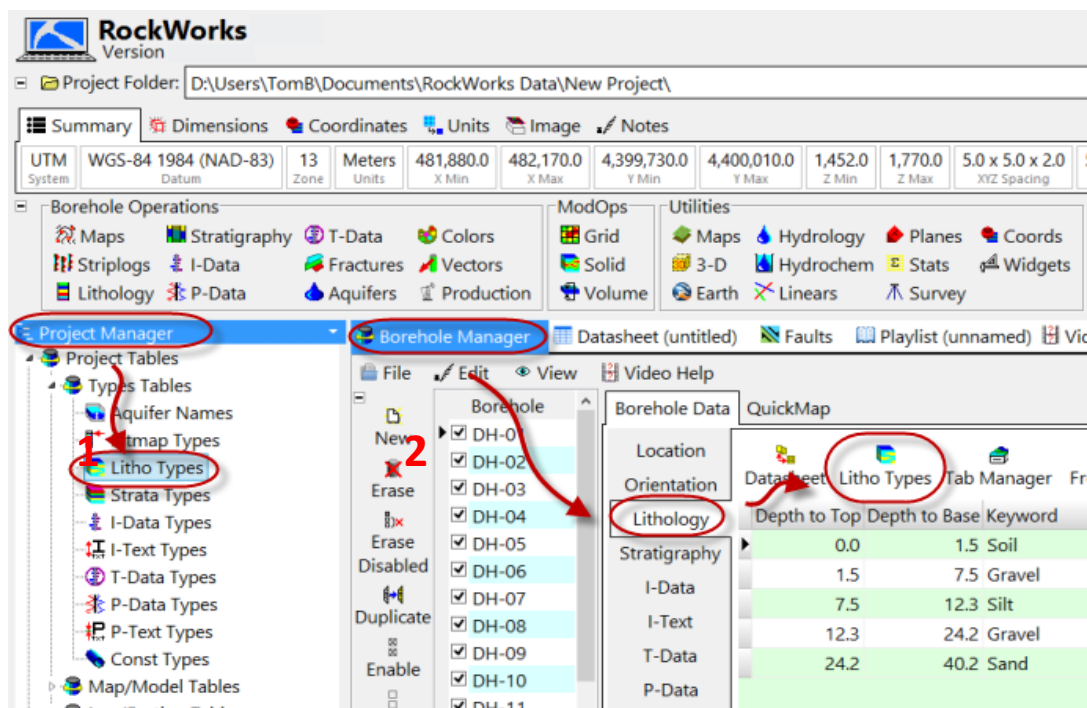 RockWorks
Version
Project Folder: D:\Users\TomB\Documents\RockWorks Data\New Project\
Summary Dimensions Coordinates Units Image Notes
UTM WGS-84 1984 (NAD-83) 13 Meters 481,880.0 482,170.0 4,399,730.0 4,400,010.0 1,452.0 1,770.0 5.0 x 5.0 x 2.0
System Datum Zone Units X Min X Max Y Min Y Max Z Min Z Max XYZ Spacing
Borehole Operations ModOps Utilities
Maps Stratigraphy T-Data Colors Grid Maps Hydrology Planes Coords
Striplogs I-Data Fractures Vectors Solid 3-D Hydrochem Stats Widgets
Lithology P-Data Aquifers Production Volume Earth Linears Survey
Project Manager
Project Tables
Types Tables
Aquifer Names
1
Types
Litho Types
Strata Types
I-Data Types
I-Text Types
T-Data Types
P-Data Types
P-Text Types
Const Types
Map/Model Tables
Borehole Manager Datasheet (untitled) Faults Playlist (unnamed)
File Edit View Video Help
New
2
Erase
Erase
Disabled
Duplicate
Enable
Borehole
DH-01
DH-02
DH-03
DH-04
DH-05
DH-06
DH-07
DH-08
DH-09
DH-10
DH-11
Borehole Data QuickMap
Location
Orientation
Lithology
Stratigraphy
I-Data
I-Text
T-Data
P-Data
Datasheet Litho Types Tab Manager
Depth to Top Depth to Base Keyword
0.0 1.5 Soil
1.5 7.5 Gravel
7.5 12.3 Silt
12.3 24.2 Gravel
24.2 40.2 Sand